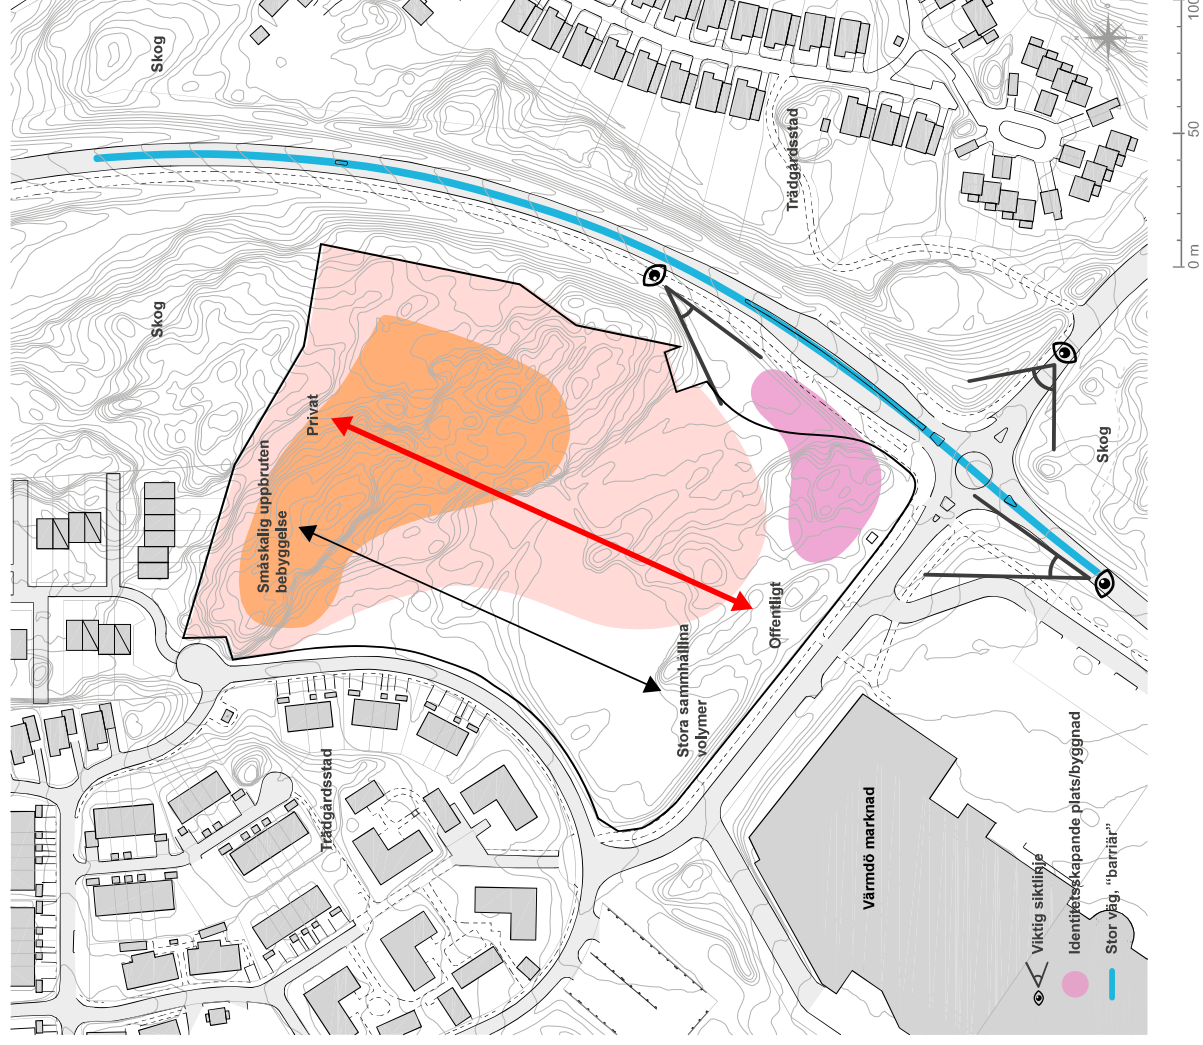 Skog
Skog
Småskalig uppbruten
bebyggelse
Privat
Trädgårdsstad
Stora sammhållna
volymer
Offentligt
Trädgårdsstad
Värmdö marknad
Viktig siktlinje
Identitetsskapande plats/byggnad
Stor väg, “barriär”
Skog
0 m 50 100